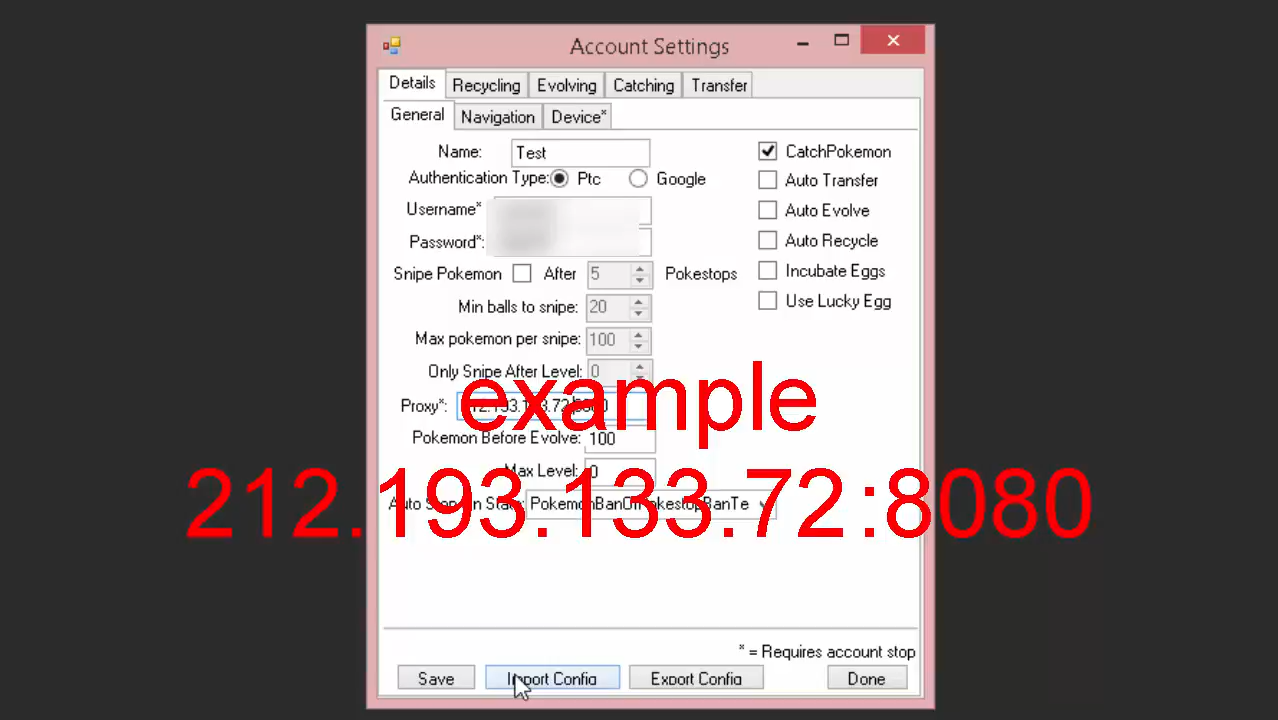 Account Settings
Details Recycling Evolving Catching Transfer
General Navigation Device*
Name: Test
CatchPokemon
Authentication Type: Ptc Google
Auto Transfer
Username*
Auto Evolve
Password*:
Auto Recycle
Snipe Pokemon After 5 Pokestops
Incubate Eggs
Min balls to snipe: 20
Use Lucky Egg
Max pokemon per snipe: 100
Only Snipe After Level: 0
example
Proxy*:
Pokemon Before Evolve: 100
Max Level: 0
212.193.133.72:8080
* = Requires account stop
Save Import Config Export Config Done